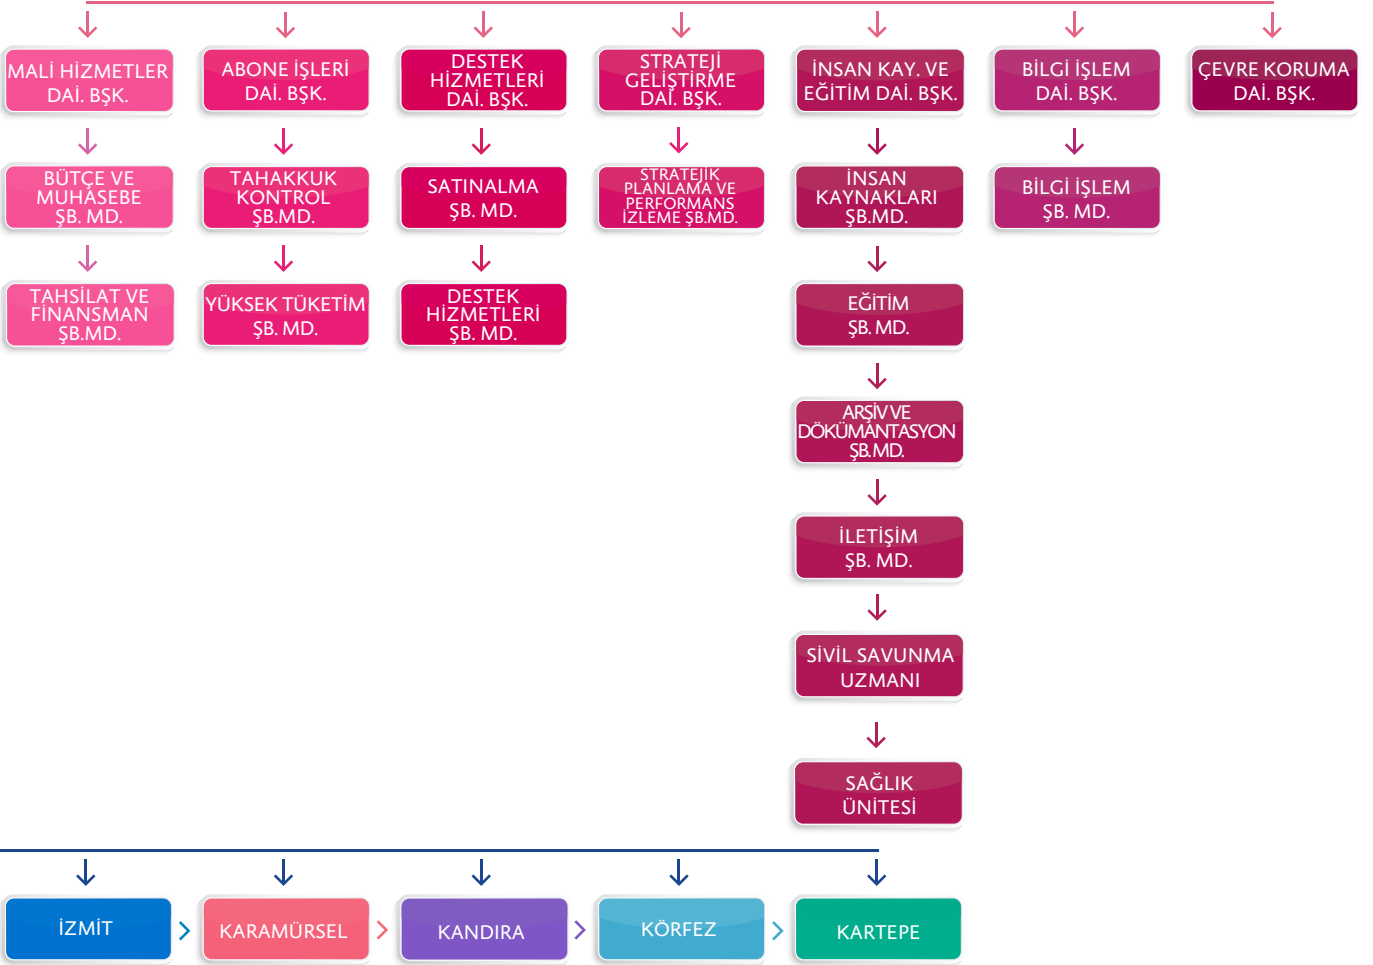 MALİ HİZMETLER
DAİ. BŞK.
ABONE İŞLERİ
DAİ. BŞK.
DESTEK
HİZMETLERİ
DAİ. BŞK.
STRATEJİ
GELİŞTİRME
DAİ. BŞK.
İNSAN KAY. VE
EĞİTİM DAİ. BŞK.
BİLGİ İŞLEM
DAİ. BŞK.
ÇEVRE KORUMA
DAİ. BŞK.
BÜTÇE VE
MUHASEBE
ŞB. MD.
TAHAKKUK
KONTROL
ŞB.MD.
SATINALMA
ŞB. MD.
STRATEJİK
PLANLAMA VE
PERFORMANS
İZLEME ŞB.MD.
İNSAN
KAYNAKLARI
ŞB.MD.
BİLGİ İŞLEM
ŞB. MD.
TAHSİLAT VE
FİNANSMAN
ŞB.MD.
YÜKSEK TÜKETİM
ŞB. MD.
DESTEK
HİZMETLERİ
ŞB. MD.
EĞİTİM
ŞB. MD.
ARŞİV VE
DÖKÜMANTASYON
ŞB.MD.
İLETİŞİM
ŞB. MD.
SİVİL SAVUNMA
UZMANI
SAĞLIK
ÜNİTESİ
İZMİT
KARAMÜRSEL
KANDIRA
KÖRFEZ
KARTEPE